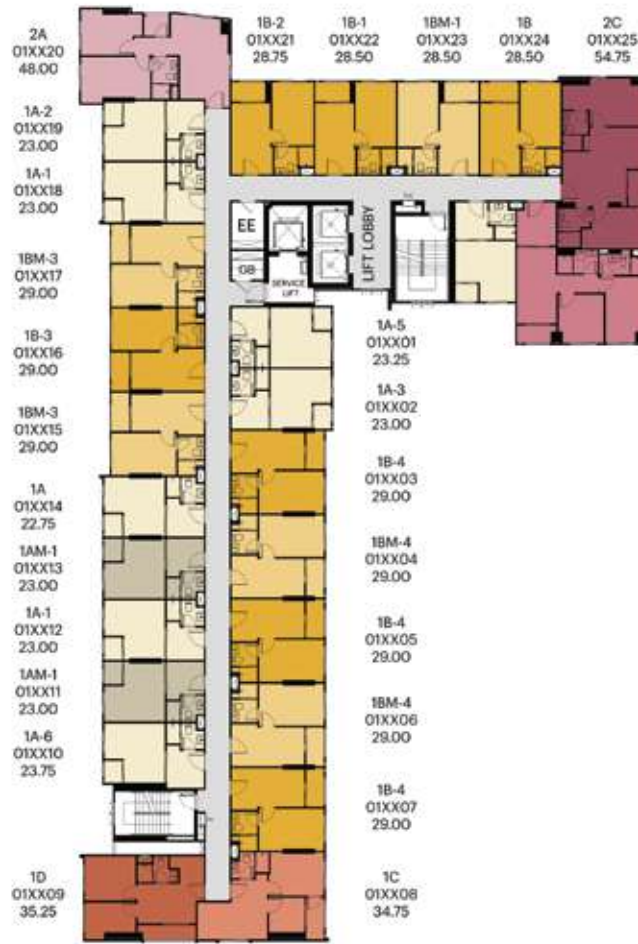 2A
01XX20
48.00
1B-2
01XX21
28.75
1B-1
01XX22
28.50
1BM-1
01XX23
28.50
1B
01XX24
28.50
2C
01XX25
54.75
1A-2
01XX19
23.00
1A-1
01XX18
23.00
1BM-3
01XX17
29.00
1B-3
01XX16
29.00
1BM-3
01XX15
29.00
1A
01XX14
22.75
1AM-1
01XX13
23.00
1A-1
01XX12
23.00
1AM-1
01XX11
23.00
1A-6
01XX10
23.75
1D
01XX09
35.25
EE
GB
SERVICE
LIFT
LIFT LOBBY
1A-5
01XX01
23.25
1A-3
01XX02
23.00
1B-4
01XX03
29.00
1BM-4
01XX04
29.00
1B-4
01XX05
29.00
1BM-4
01XX06
29.00
1B-4
01XX07
29.00
1C
01XX08
34.75